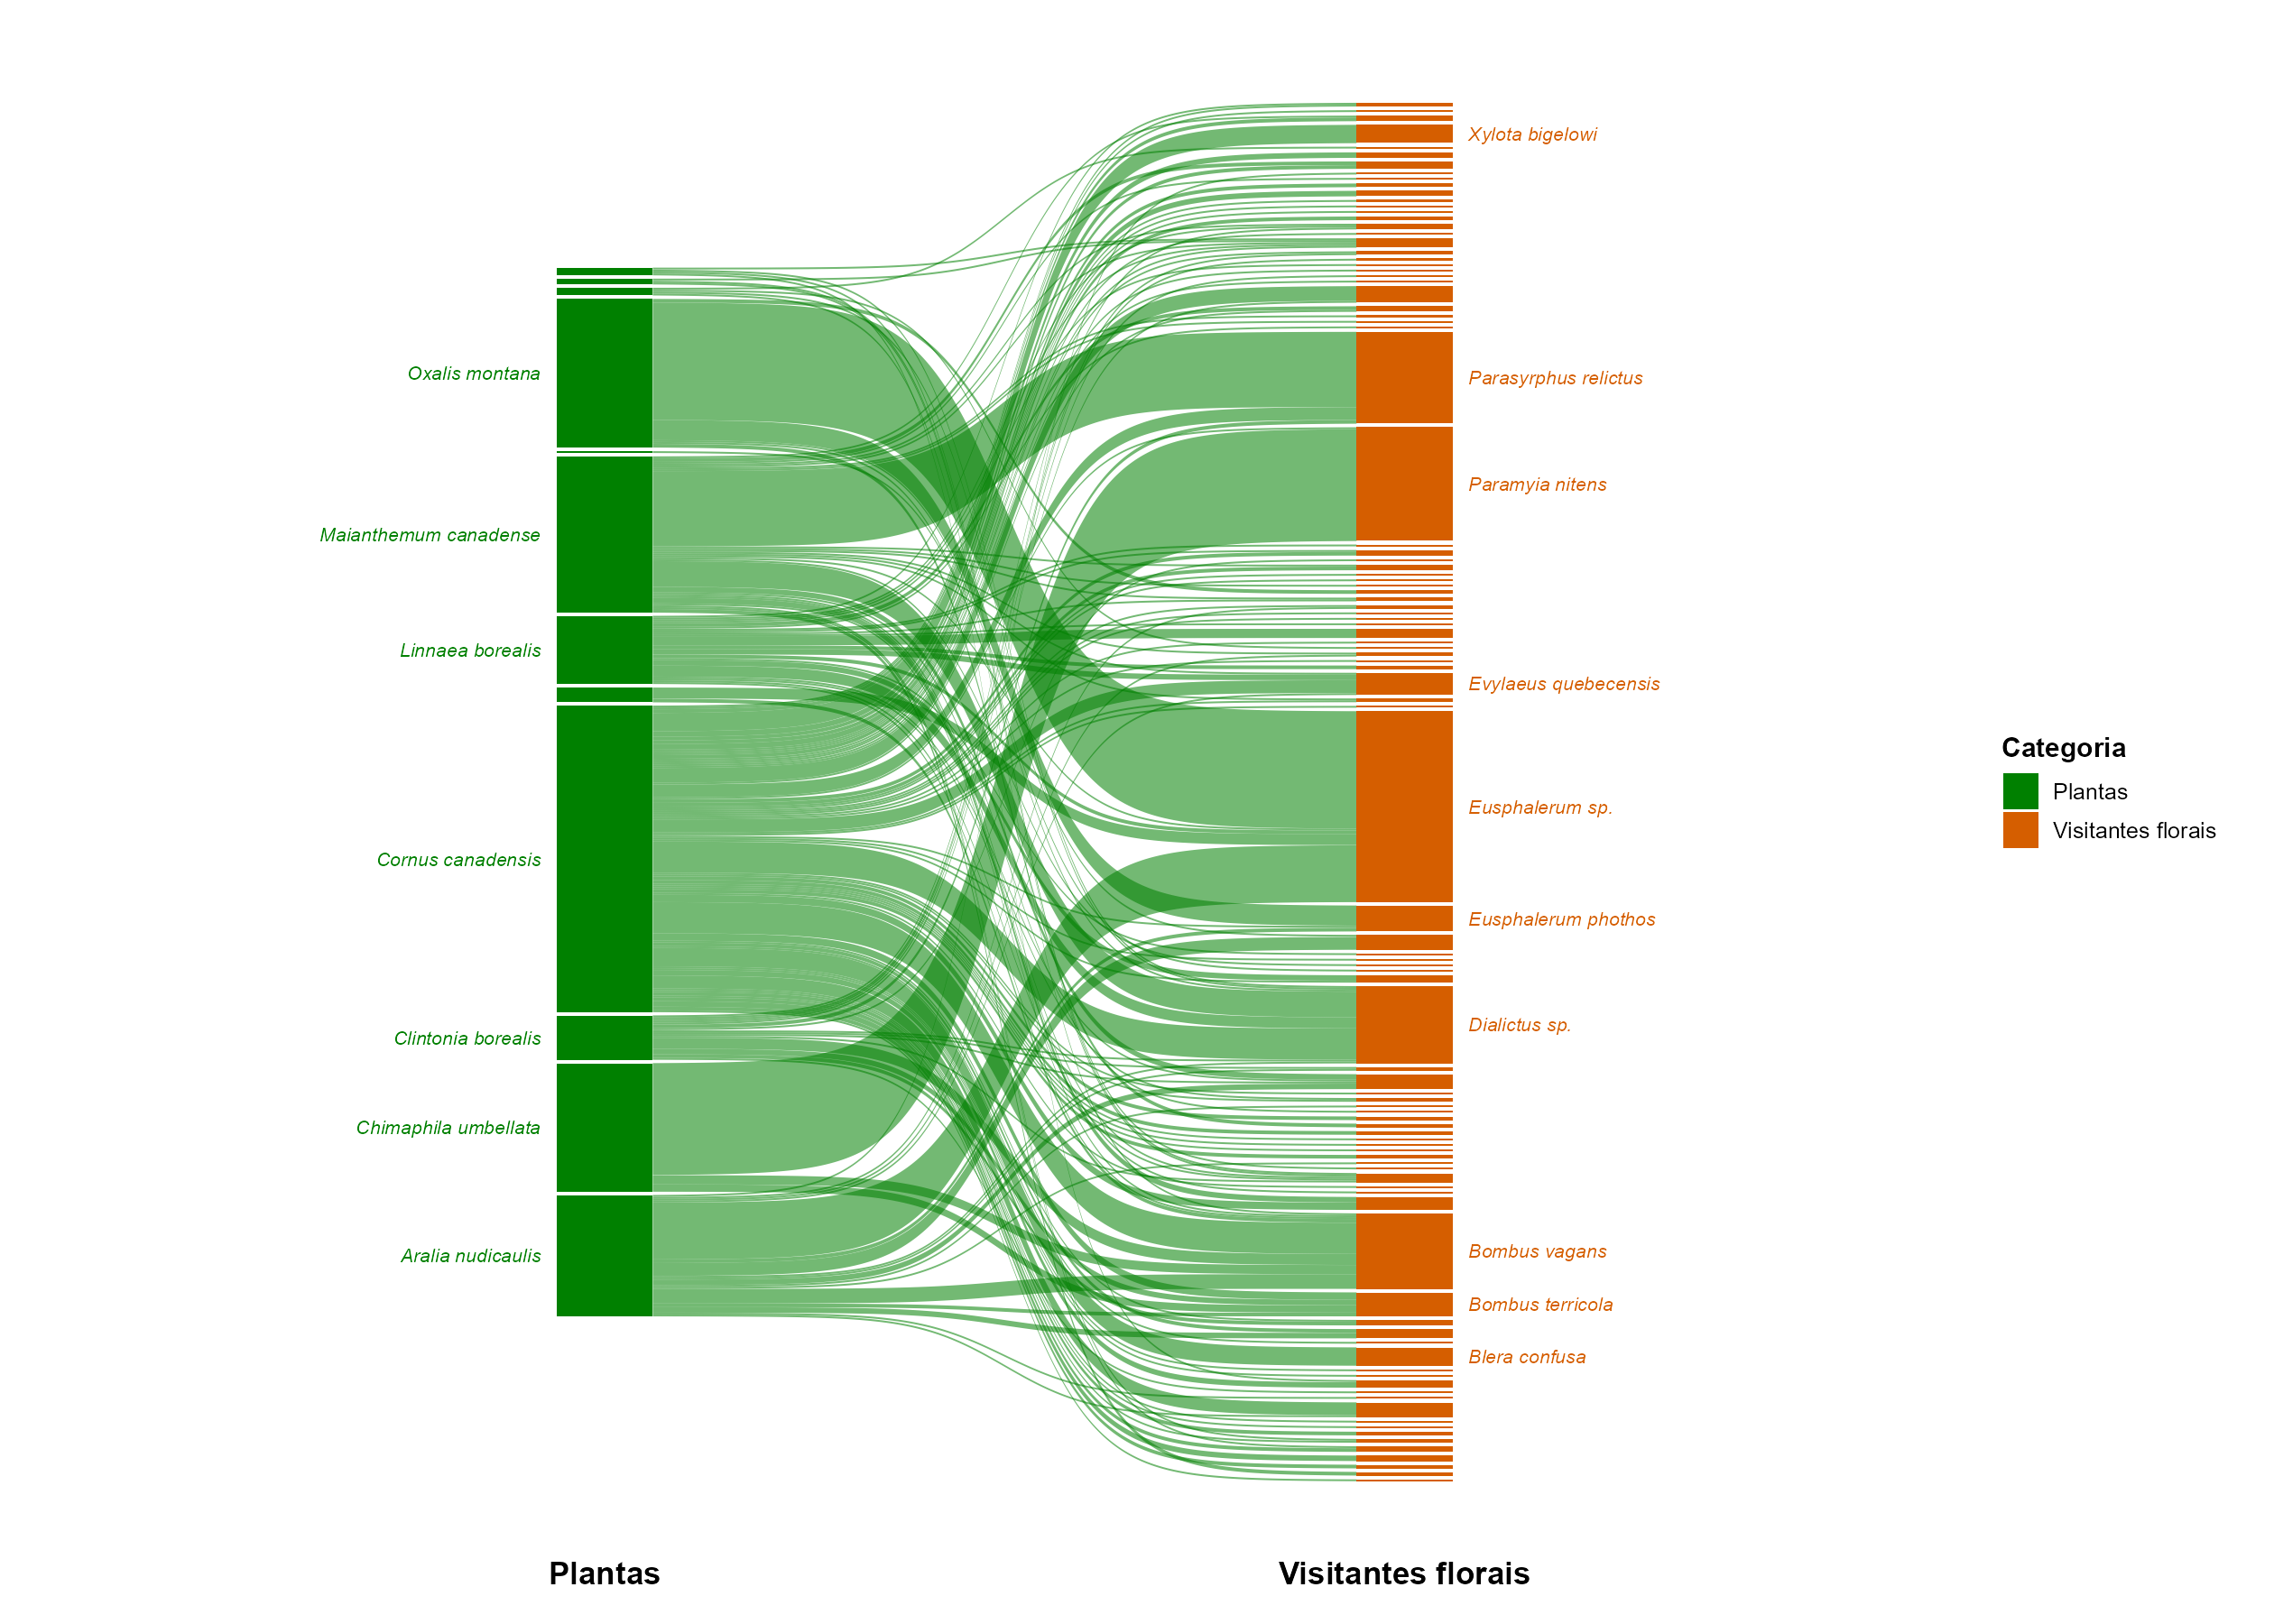 Oxalis montana
Maianthemum canadense
Linnaea borealis
Cornus canadensis
Clintonia borealis
Chimaphila umbellata
Aralia nudicaulis
Xylota bigelowi
Parasyrphus relictus
Paramyia nitens
Evylaeus quebecensis
Eusphalerum sp.
Eusphalerum phothos
Dialictus sp.
Bombus vagans
Bombus terricola
Blera confusa
Categoria
Plantas
Visitantes florais
Plantas
Visitantes florais